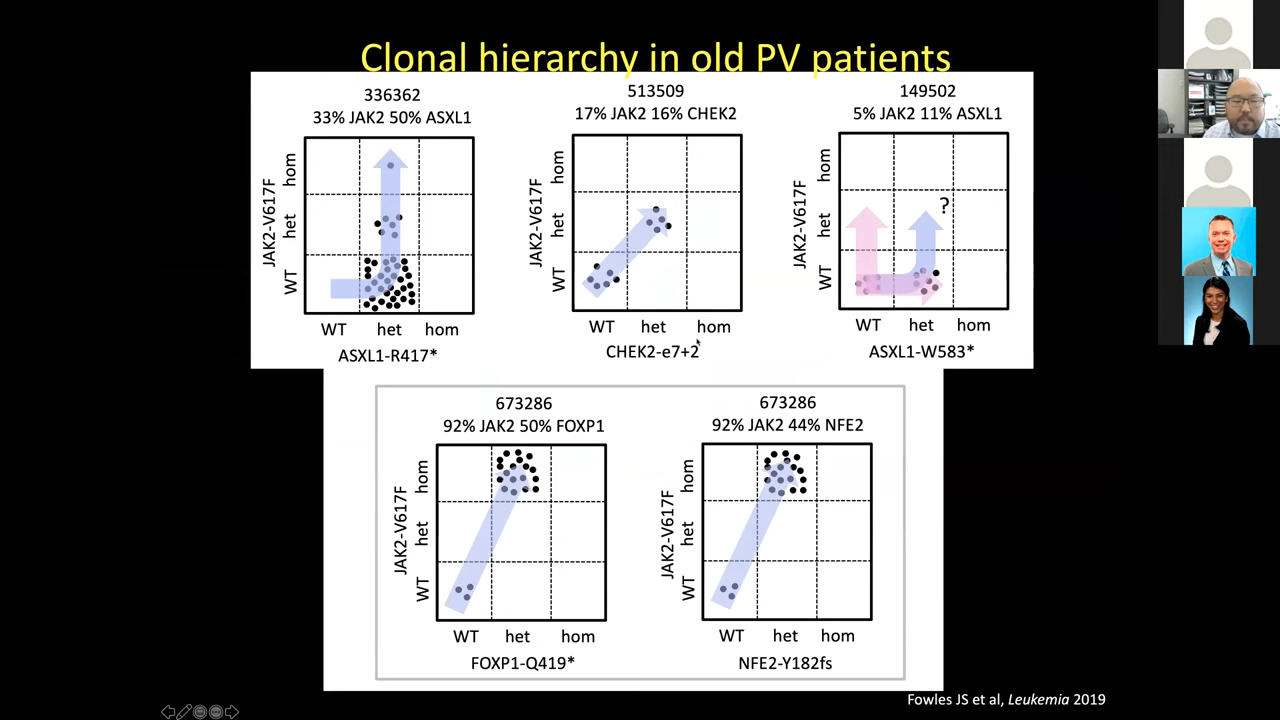 Clonal hierarchy in old PV patients
336362
33% JAK2 50% ASXL1
JAK2-V617F
hom
het
WT
WT het hom
ASXL1-R417*
513509
17% JAK2 16% CHEK2
JAK2-V617F
hom
het
WT
WT het hom
CHEK2-e7+2
149502
5% JAK2 11% ASXL1
JAK2-V617F
hom
het
WT
?
WT het hom
ASXL1-W583*
673286
92% JAK2 50% FOXP1
JAK2-V617F
hom
het
WT
WT het hom
FOXP1-Q419*
673286
92% JAK2 44% NFE2
JAK2-V617F
hom
het
WT
WT het hom
NFE2-Y182fs
Fowles JS et al, Leukemia 2019